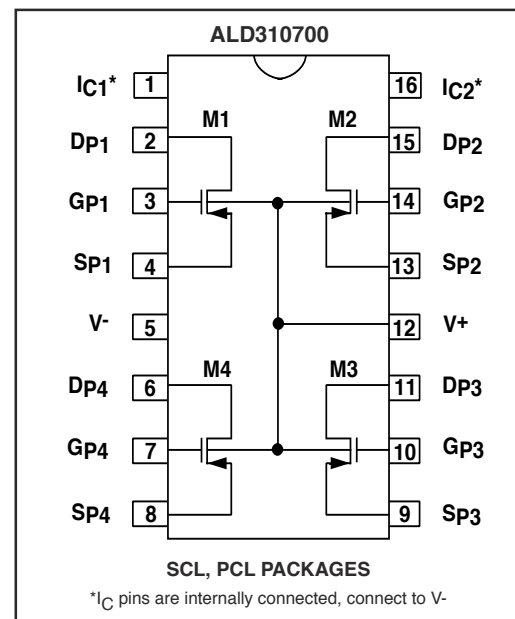 ALD310700
IC1* 1 16 IC2*
M1 M2
DP1 2 15 DP2
GP1 3 14 GP2
SP1 4 13 SP2
V- 5 12 V+
M4 M3
DP4 6 11 DP3
GP4 7 10 GP3
SP4 8 9 SP3
SCL, PCL PACKAGES
*IC pins are internally connected, connect to V-